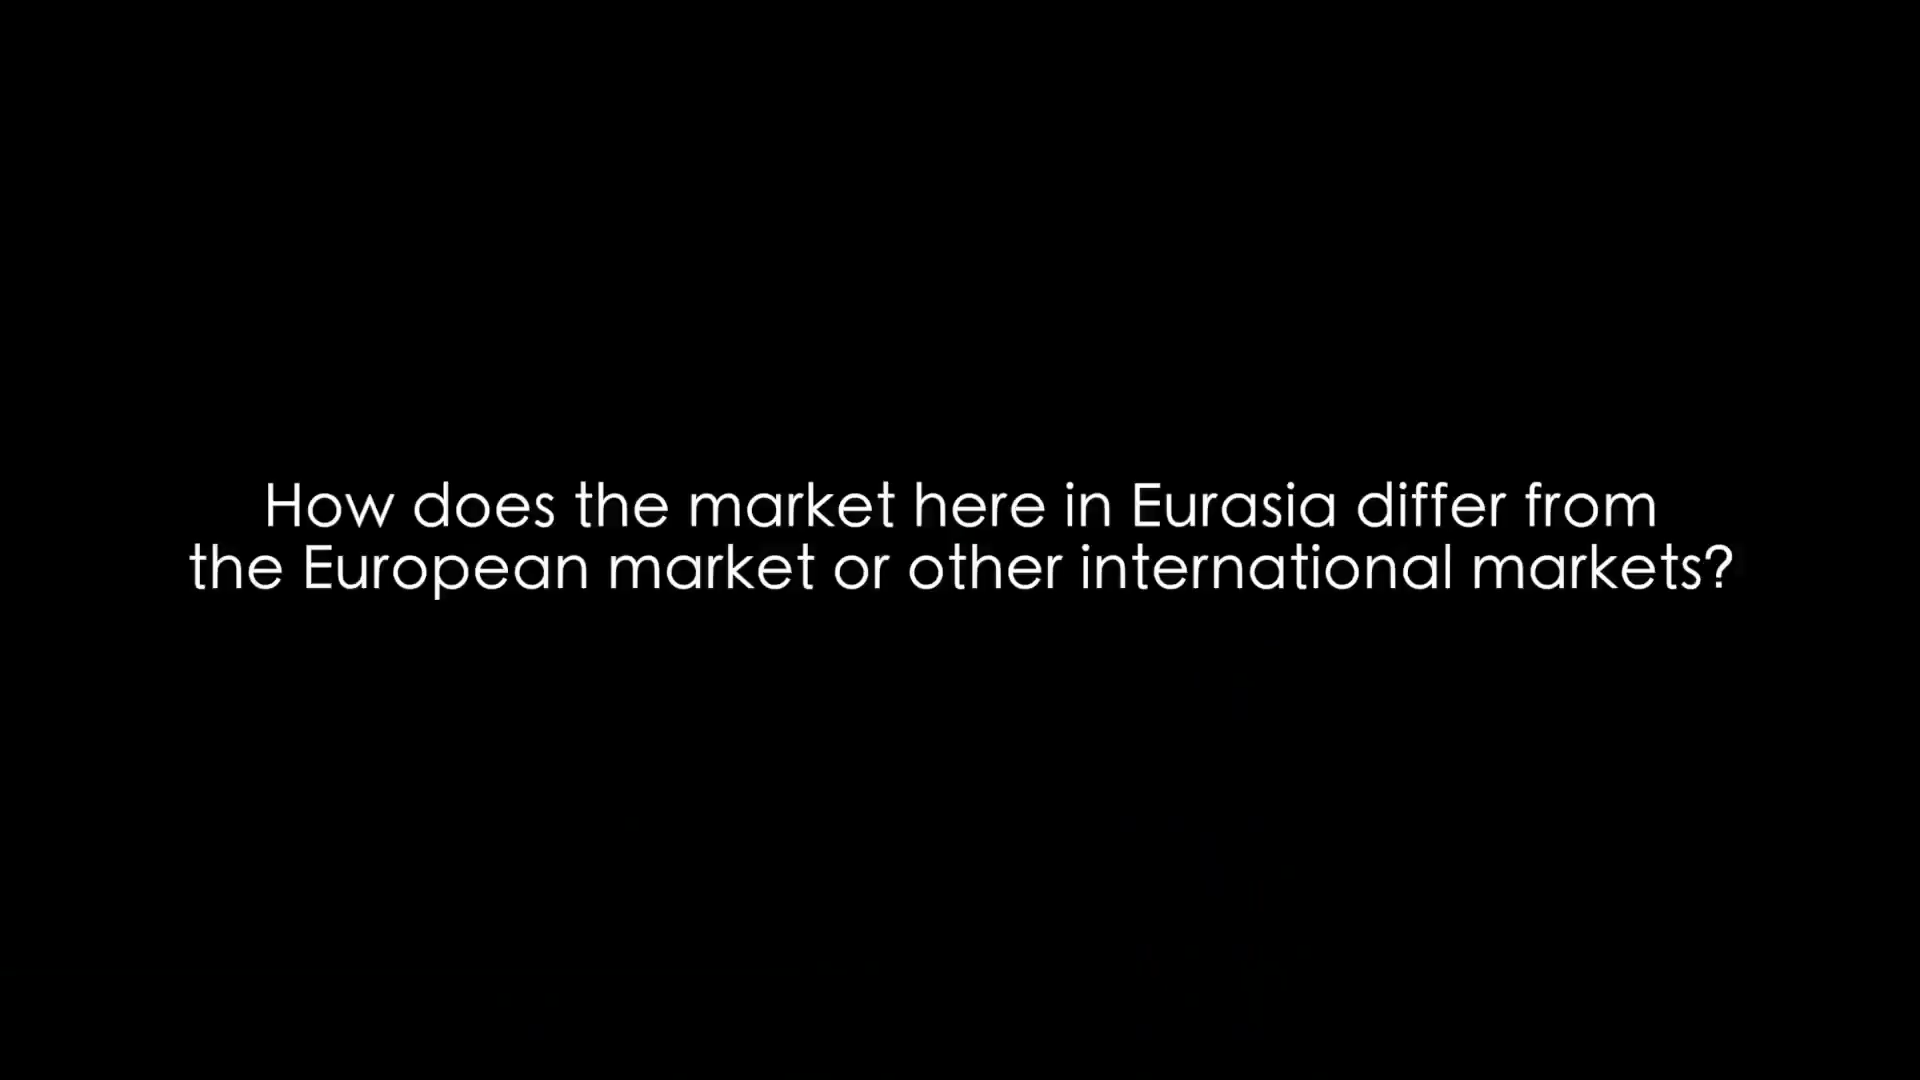 How does the market here in Eurasia differ from
the European market or other international markets?